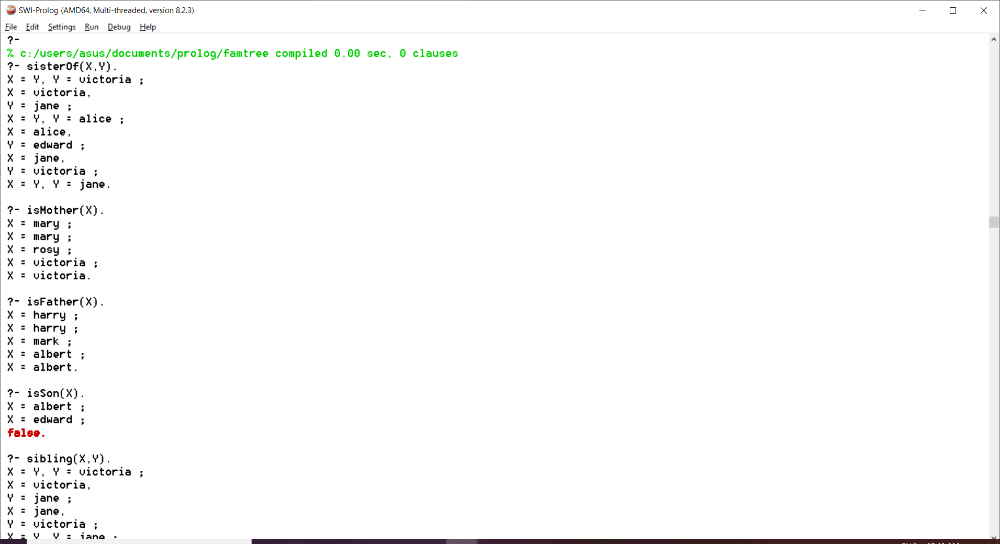 SWI-Prolog (AMD64, Multi-threaded, version 8.2.3)
File Edit Settings Run Debug Help
?-
% c:/users/asus/documents/prolog/famtree compiled 0.00 sec, 0 clauses
?- sisterOf(X,Y).
X = Y, Y = victoria ;
X = victoria,
Y = jane ;
X = Y, Y = alice ;
X = alice,
Y = edward ;
X = jane,
Y = victoria ;
X = Y, Y = jane.
?- isMother(X).
X = mary ;
X = mary ;
X = rosy ;
X = victoria ;
X = victoria.
?- isFather(X).
X = harry ;
X = harry ;
X = mark ;
X = albert ;
X = albert.
?- isSon(X).
X = albert ;
X = edward ;
false.
?- sibling(X,Y).
X = Y, Y = victoria ;
X = victoria,
Y = jane ;
X = jane,
Y = victoria ;
X = Y, Y = jane ;